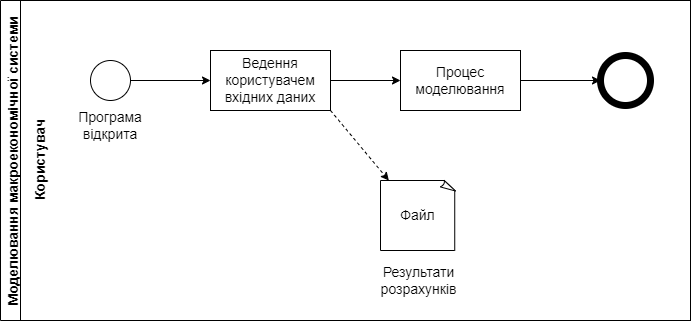 Моделювання макроекономічної системи
Користувач
Програма
відкрита
Ведення
користувачем
вхідних даних
Процес
моделювання
Файл
Результати
розрахунків